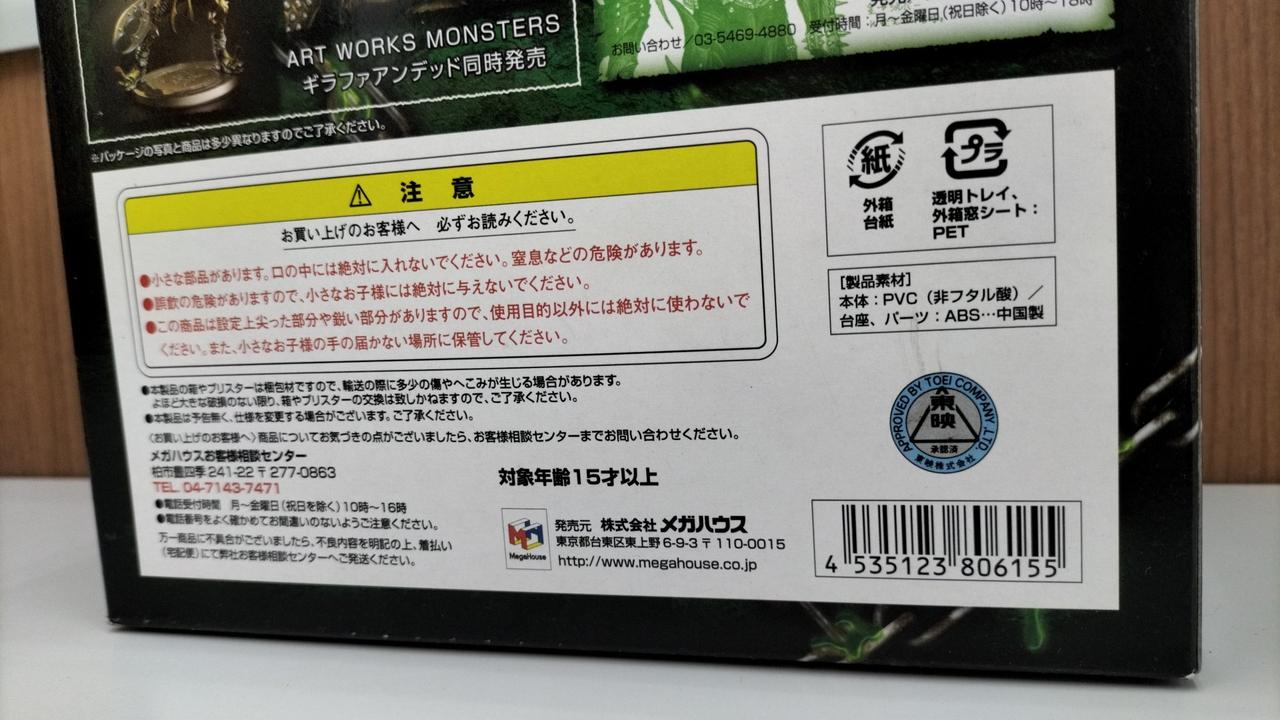 ART WORKS MONSTERS
ギラファアンデッド同時発売
お問い合わせ／03-5469-4880 受付時間：月～金曜日（祝日除く）10時～18時
※パッケージの写真と商品は多少異なりますのでご了承ください。
⚠ 注 意
お買い上げのお客様へ 必ずお読みください。
●小さな部品があります。口の中には絶対に入れないでください。窒息などの危険があります。
●誤飲の危険がありますので、小さなお子様には絶対に与えないでください。
●この商品は設定上尖った部分や鋭い部分がありますので、使用目的以外には絶対に使わないで
ください。また、小さなお子様の手の届かない場所に保管してください。
紙
外箱
台紙
プラ
透明トレイ、
外箱窓シート：
PET
［製品素材］
本体：PVC（非フタル酸）／
台座、パーツ：ABS…中国製
●本製品の箱やブリスターは梱包材ですので、輸送の際に多少の傷やへこみが生じる場合があります。
よほど大きな破損のない限り、箱やブリスターの交換は致しかねますので、ご了承ください。
●本製品は予告無く、仕様を変更する場合がございます。ご了承ください。
〈お買い上げのお客様へ〉商品についてお気づきの点がございましたら、お客様相談センターまでお問い合わせください。
メガハウスお客様相談センター
柏市豊四季241-22 〒277-0863
TEL. 04-7143-7471
●電話受付時間 月～金曜日（祝日を除く）10時～16時
●電話番号をよく確かめてお間違いのないようご注意ください。
万一商品に不具合がございましたら、不良内容を明記の上、着払い
（宅配便）にて弊社お客様相談センターへご発送ください。
対象年齢15才以上
MegaHouse
発売元 株式会社 メガハウス
東京都台東区東上野6-9-3 〒110-0015
http://www.megahouse.co.jp
APPROVED BY TOEI COMPANY, LTD.
東映
承認済
東映株式会社
4 535123 806155